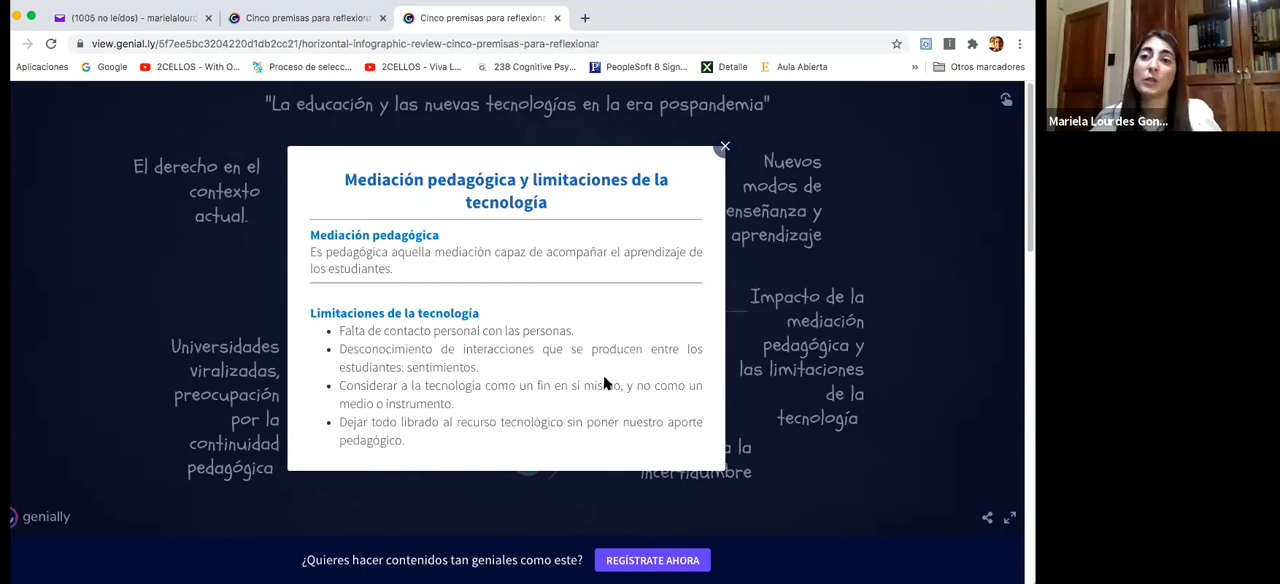 (1005 no leídos) - marielalourd
Cinco premisas para reflexiona
Cinco premisas para reflexiona
view.genial.ly/5f7ee5bc3204220d1db2cc21/horizontal-infographic-review-cinco-premisas-para-reflexionar
Aplicaciones
Google
2CELLOS - With O...
Proceso de selecc...
2CELLOS - Viva L...
238 Cognitive Psy...
PeopleSoft 8 Sign...
Detalle
Aula Abierta
»
Otros marcadores
Mariela Lourdes Gon...
"La educación y las nuevas tecnologías en la era pospandemia"
El derecho en el
contexto
actual.
Universidades
viralizadas,
preocupación
por la
continuidad
pedagógica
Mediación pedagógica y limitaciones de la
tecnología
Mediación pedagógica
Es pedagógica aquella mediación capaz de acompañar el aprendizaje de
los estudiantes.
Limitaciones de la tecnología
• Falta de contacto personal con las personas.
• Desconocimiento de interacciones que se producen entre los
estudiantes: sentimientos.
• Considerar a la tecnología como un fin en sí mismo, y no como un
medio o instrumento.
• Dejar todo librado al recurso tecnológico sin poner nuestro aporte
pedagógico.
Nuevos
modos de
enseñanza y
aprendizaje
Impacto de la
mediación
pedagógica y
las limitaciones
de la
tecnología
la
incertidumbre
genially
¿Quieres hacer contenidos tan geniales como este?
REGÍSTRATE AHORA